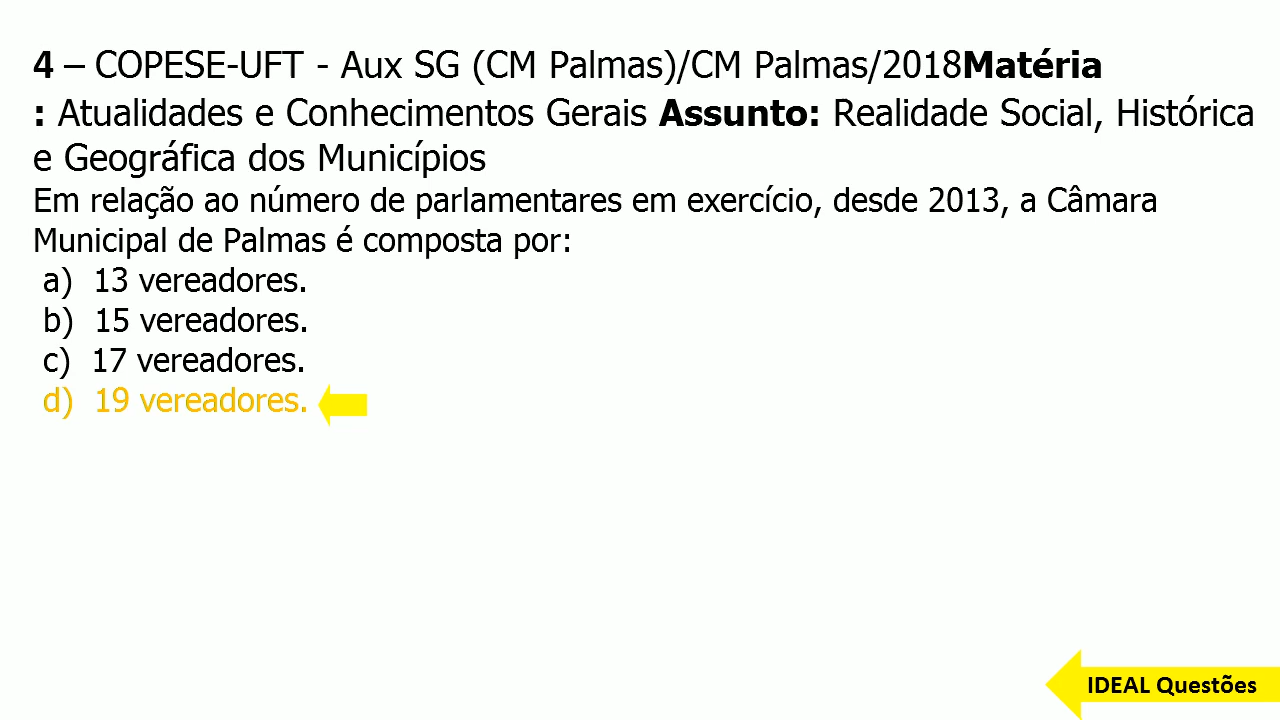 4 – COPESE-UFT - Aux SG (CM Palmas)/CM Palmas/2018Matéria
: Atualidades e Conhecimentos Gerais Assunto: Realidade Social, Histórica
e Geográfica dos Municípios
Em relação ao número de parlamentares em exercício, desde 2013, a Câmara
Municipal de Palmas é composta por:
a) 13 vereadores.
b) 15 vereadores.
c) 17 vereadores.
d) 19 vereadores.
IDEAL Questões